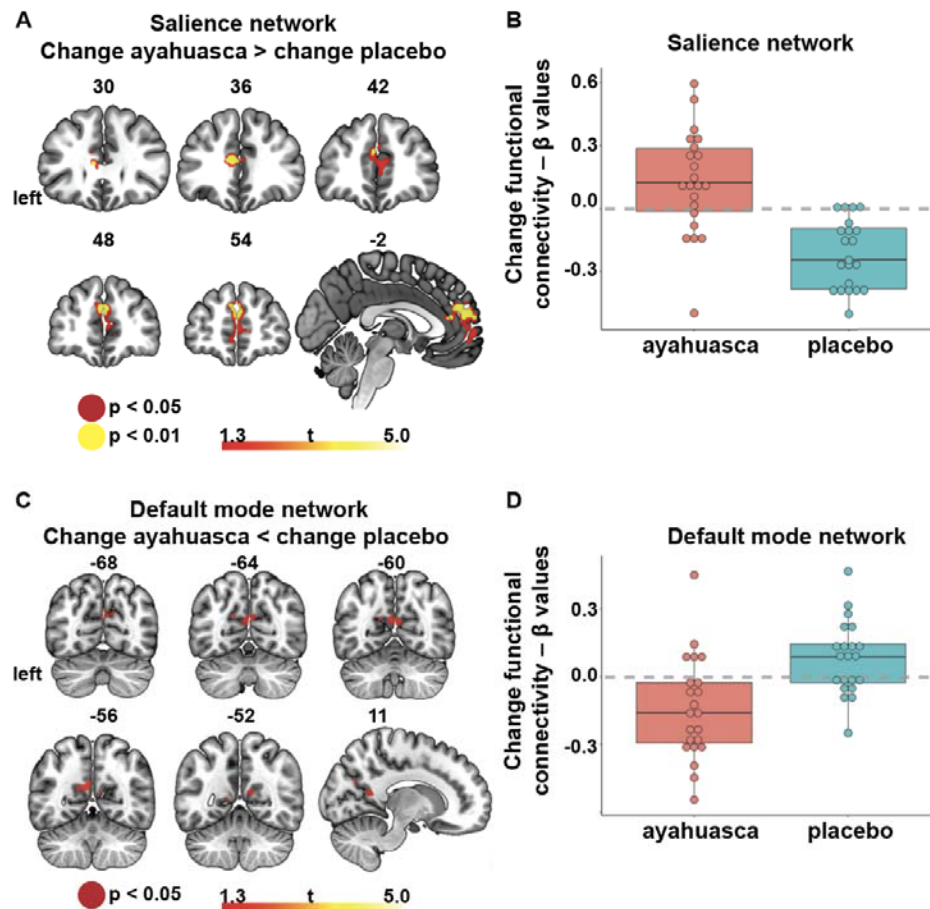 A
Salience network
Change ayahuasca > change placebo
30 36 42
left
48 54 -2
p < 0.05
p < 0.01
1.3 t 5.0
B
Salience network
Change functional
connectivity – β values
0.6
0.3
0.0
-0.3
ayahuasca placebo
C
Default mode network
Change ayahuasca < change placebo
-68 -64 -60
left
-56 -52 11
p < 0.05
1.3 t 5.0
D
Default mode network
Change functional
connectivity – β values
0.3
0.0
-0.3
ayahuasca placebo